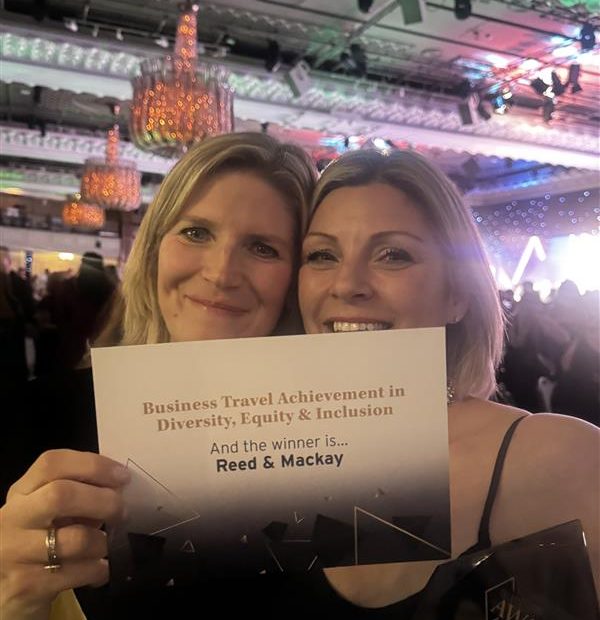 Business Travel Achievement in
Diversity, Equity & Inclusion
And the winner is...
Reed & Mackay